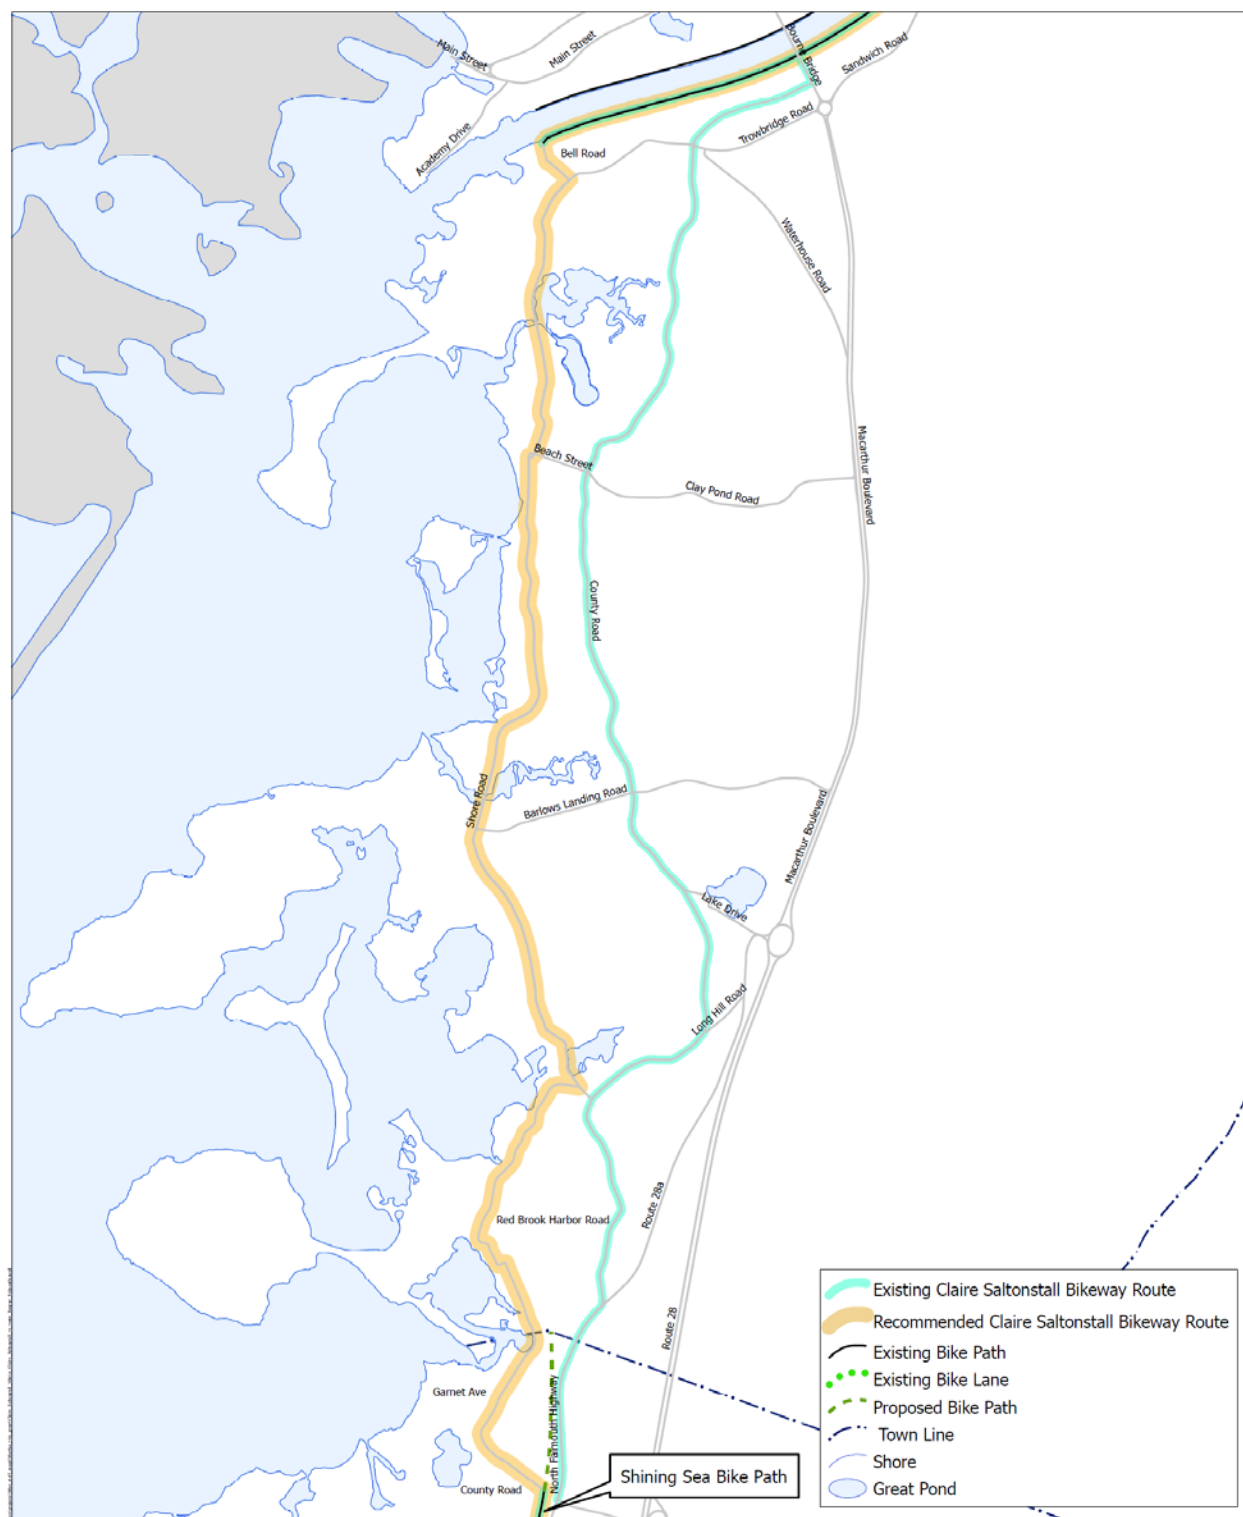 Main Street
Main Street
Bourne Bridge
Sandwich Road
Academy Drive
Trowbridge Road
Bell Road
Waterhouse Road
Macarthur Boulevard
Beach Street
Clay Pond Road
County Road
Shore Road
Barlows Landing Road
Macarthur Boulevard
Lake Drive
Long Hill Road
Route 28a
Red Brook Harbor Road
Route 28
Garnet Ave
North Falmouth Highway
County Road
Shining Sea Bike Path
Existing Claire Saltonstall Bikeway Route
Recommended Claire Saltonstall Bikeway Route
Existing Bike Path
Existing Bike Lane
Proposed Bike Path
Town Line
Shore
Great Pond